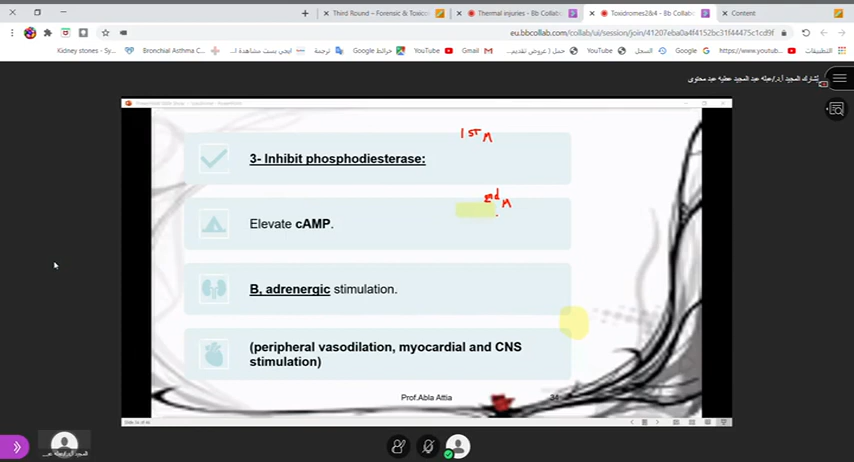 Third Round – Forensic & Toxico
Thermal injuries - Bb Collab
Toxidromes2&4 - Bb Collab
Content
eu.bbcollab.com/collab/ui/session/join/41207eba0a4f4152bc31f44475c1cd9f
Kidney stones - Sy...
Bronchial Asthma C...
ترجمة
خرائط Google
YouTube
Gmail
YouTube
السجل
Google
https://www.youtub...
التطبيقات
1st M
3- Inhibit phosphodiesterase:
2nd M
Elevate cAMP.
B, adrenergic stimulation.
(peripheral vasodilation, myocardial and CNS
stimulation)
Prof.Abla Attia
34